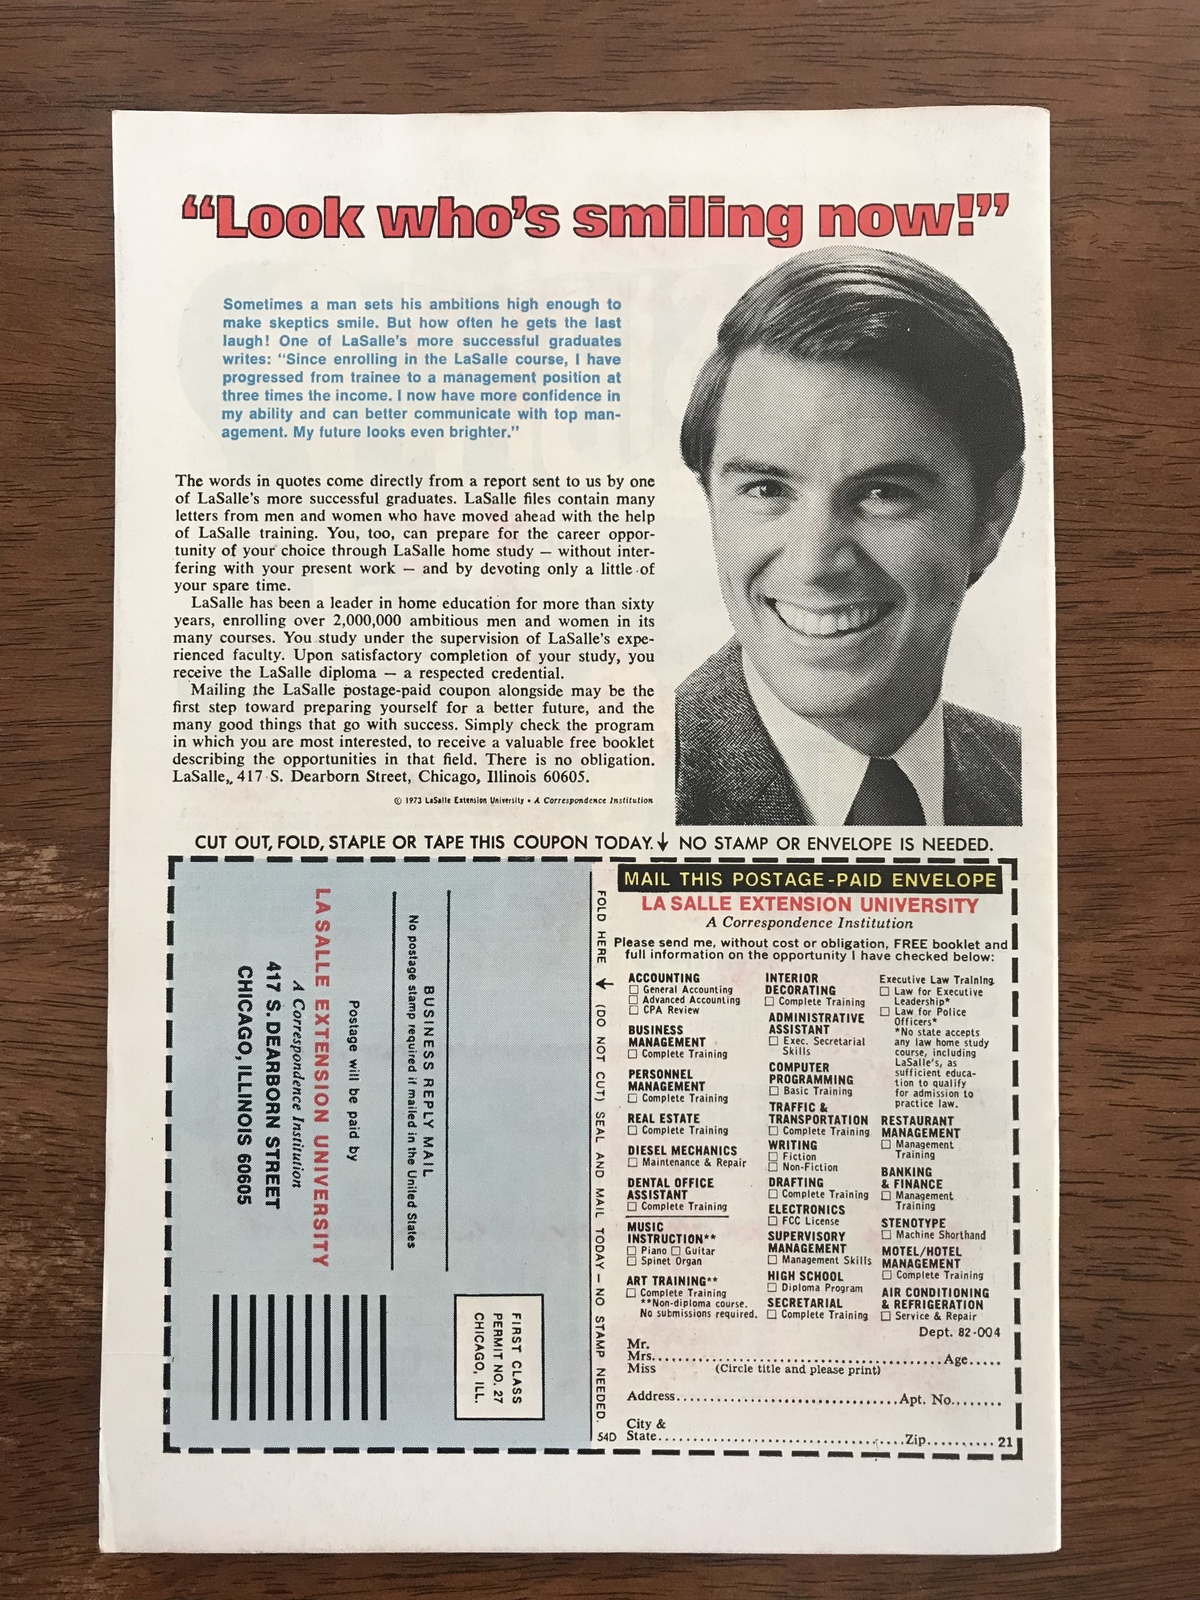 “Look who’s smiling now!”
Sometimes a man sets his ambitions high enough to
make skeptics smile. But how often he gets the last
laugh! One of LaSalle’s more successful graduates
writes: “Since enrolling in the LaSalle course, I have
progressed from trainee to a management position at
three times the income. I now have more confidence in
my ability and can better communicate with top man-
agement. My future looks even brighter.”
The words in quotes come directly from a report sent to us by one
of LaSalle’s more successful graduates. LaSalle files contain many
letters from men and women who have moved ahead with the help
of LaSalle training. You, too, can prepare for the career oppor-
tunity of your choice through LaSalle home study — without inter-
fering with your present work — and by devoting only a little of
your spare time.
LaSalle has been a leader in home education for more than sixty
years, enrolling over 2,000,000 ambitious men and women in its
many courses. You study under the supervision of LaSalle’s expe-
rienced faculty. Upon satisfactory completion of your study, you
receive the LaSalle diploma — a respected credential.
Mailing the LaSalle postage-paid coupon alongside may be the
first step toward preparing yourself for a better future, and the
many good things that go with success. Simply check the program
in which you are most interested, to receive a valuable free booklet
describing the opportunities in that field. There is no obligation.
LaSalle, 417 S. Dearborn Street, Chicago, Illinois 60605.
© 1973 LaSalle Extension University • A Correspondence Institution
CUT OUT, FOLD, STAPLE OR TAPE THIS COUPON TODAY.↓ NO STAMP OR ENVELOPE IS NEEDED.
FIRST CLASS
PERMIT NO. 27
CHICAGO, ILL.
BUSINESS REPLY MAIL
No postage stamp required if mailed in the United States
Postage will be paid by
LA SALLE EXTENSION UNIVERSITY
A Correspondence Institution
417 S. DEARBORN STREET
CHICAGO, ILLINOIS 60605
FOLD HERE ↓ (DO NOT CUT) SEAL AND MAIL TODAY — NO STAMP NEEDED.
54D
MAIL THIS POSTAGE-PAID ENVELOPE
LA SALLE EXTENSION UNIVERSITY
A Correspondence Institution
Please send me, without cost or obligation, FREE booklet and
full information on the opportunity I have checked below:
ACCOUNTING
☐ General Accounting
☐ Advanced Accounting
☐ CPA Review
BUSINESS
MANAGEMENT
☐ Complete Training
PERSONNEL
MANAGEMENT
☐ Complete Training
REAL ESTATE
☐ Complete Training
DIESEL MECHANICS
☐ Maintenance & Repair
DENTAL OFFICE
ASSISTANT
☐ Complete Training
MUSIC
INSTRUCTION**
☐ Piano ☐ Guitar
☐ Spinet Organ
ART TRAINING**
☐ Complete Training
**Non-diploma course.
No submissions required.
INTERIOR
DECORATING
☐ Complete Training
ADMINISTRATIVE
ASSISTANT
☐ Exec. Secretarial
Skills
COMPUTER
PROGRAMMING
☐ Basic Training
TRAFFIC &
TRANSPORTATION
☐ Complete Training
WRITING
☐ Fiction
☐ Non-Fiction
DRAFTING
☐ Complete Training
ELECTRONICS
☐ FCC License
SUPERVISORY
MANAGEMENT
☐ Management Skills
HIGH SCHOOL
☐ Diploma Program
SECRETARIAL
☐ Complete Training
Executive Law Training
☐ Law for Executive
Leadership*
☐ Law for Police
Officers*
*No state accepts
any law home study
course, including
LaSalle’s, as
sufficient educa-
tion to qualify
for admission to
practice law.
RESTAURANT
MANAGEMENT
☐ Management
Training
BANKING
& FINANCE
☐ Management
Training
STENOTYPE
☐ Machine Shorthand
MOTEL/HOTEL
MANAGEMENT
☐ Complete Training
AIR CONDITIONING
& REFRIGERATION
☐ Service & Repair
Dept. 82-004
Mr.
Mrs.......................................................Age.....
Miss (Circle title and please print)
Address.......................................Apt. No........
City &
State............................................Zip.......... 21